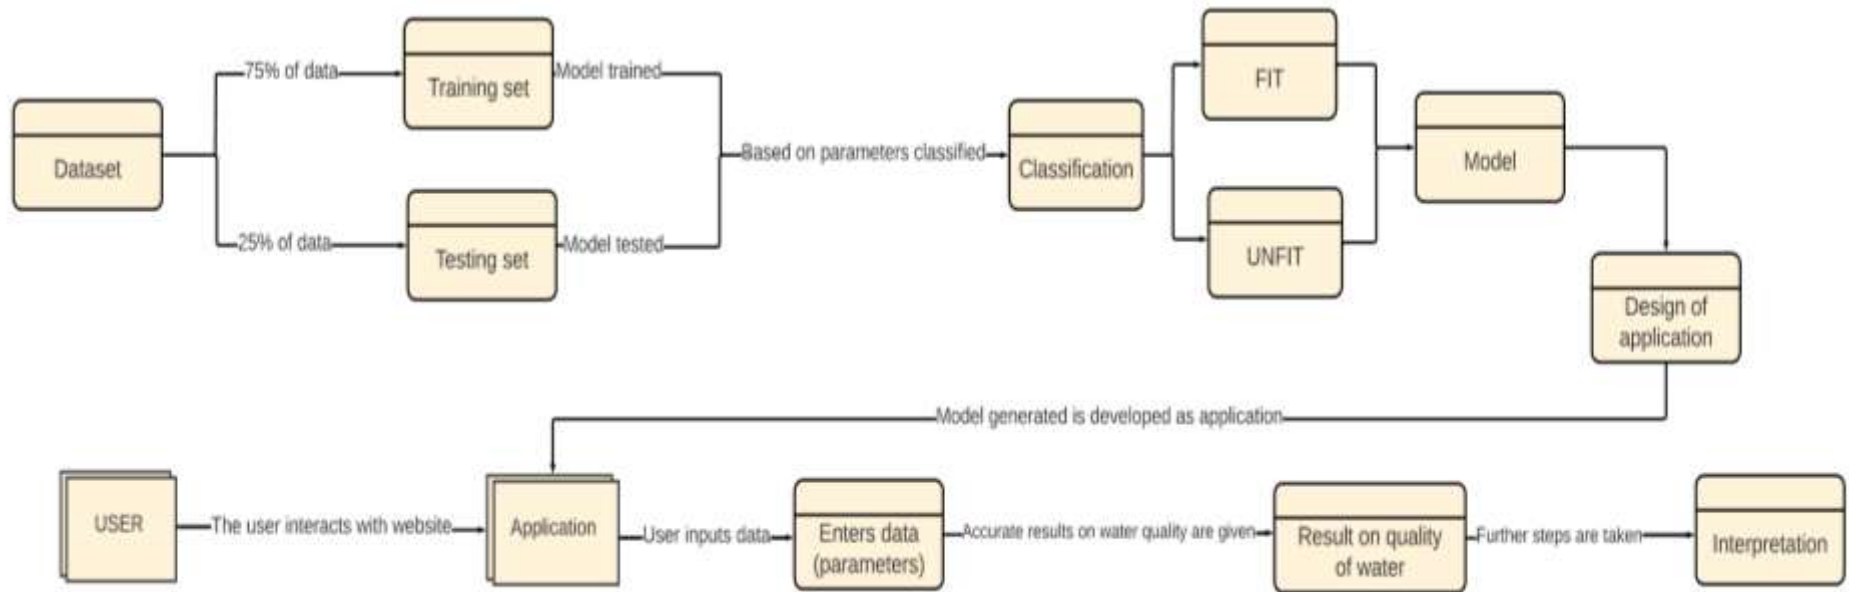 75% of data
Training set
Model trained
Dataset
25% of data
Testing set
Model tested
Based on parameters classified
Classification
FIT
UNFIT
Model
Design of
application
Model generated is developed as application
USER
The user interacts with website
Application
User inputs data
Enters data
(parameters)
Accurate results on water quality are given
Result on quality
of water
Further steps are taken
Interpretation